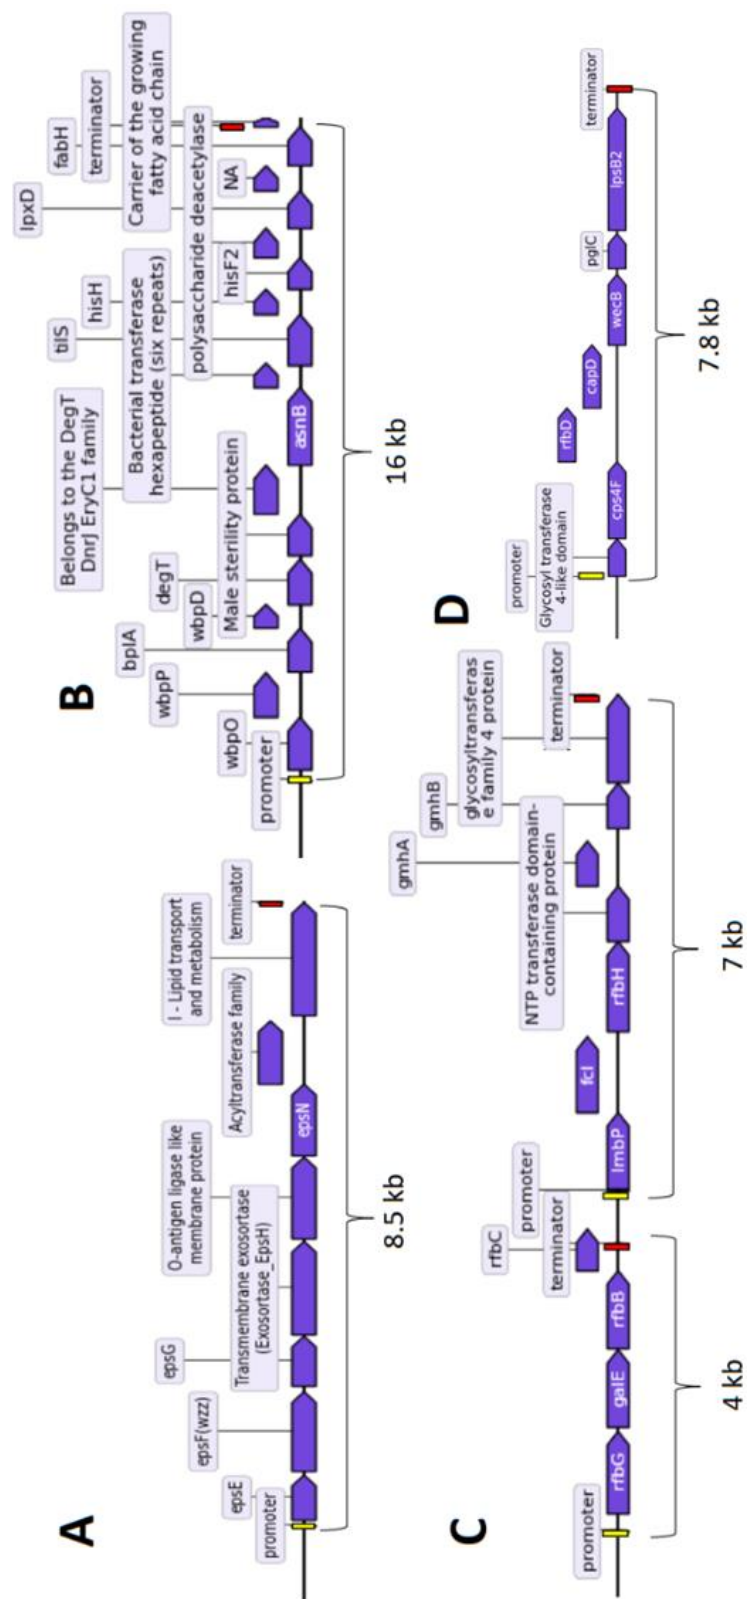 A
promoter
epsE
epsF(wzz)
epsG
Transmembrane exosortase
(Exosortase_EpsH)
O-antigen ligase like
membrane protein
epsN
Acyltransferase family
I - Lipid transport
and metabolism
terminator
8.5 kb
B
promoter
wbpO
wbpP
bplA
wbpD
degT
Male sterility protein
Belongs to the DegT
DnrJ EryC1 family
asnB
Bacterial transferase
hexapeptide (six repeats)
tilS
hisH
hisF2
polysaccharide deacetylase
lpxD
NA
fabH
terminator
Carrier of the growing
fatty acid chain
16 kb
C
promoter
rfbG
galE
rfbB
rfbC
terminator
4 kb
promoter
lmbP
fcl
rfbH
NTP transferase domain-
containing protein
gmhA
gmhB
glycosyltransferas
e family 4 protein
terminator
7 kb
D
promoter
Glycosyl transferase
4-like domain
cps4F
rfbD
capD
wecB
pglC
lpsB2
terminator
7.8 kb